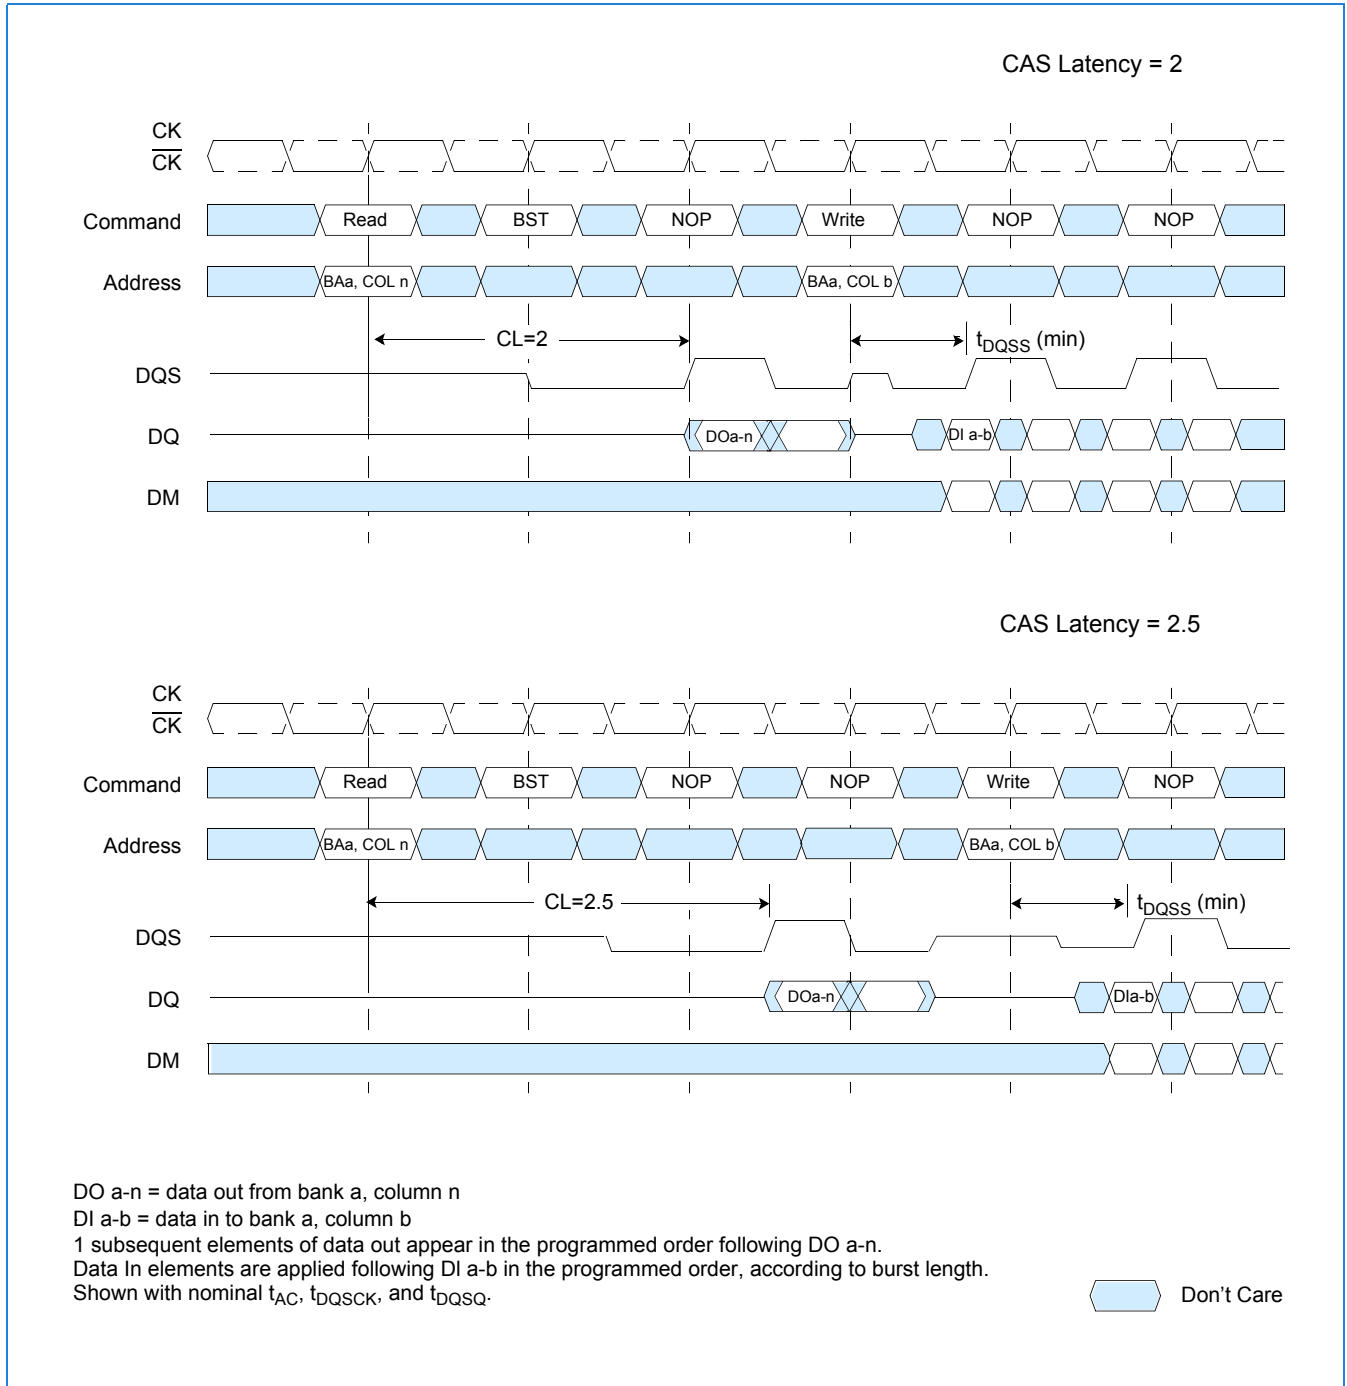 CAS Latency = 2
CK
CK
Command Read BST NOP Write NOP NOP
Address BAa, COL n BAa, COL b
CL=2 tDQSS (min)
DQS
DQ DOa-n DI a-b
DM
CAS Latency = 2.5
CK
CK
Command Read BST NOP NOP Write NOP
Address BAa, COL n BAa, COL b
CL=2.5 tDQSS (min)
DQS
DQ DOa-n DIa-b
DM
DO a-n = data out from bank a, column n
DI a-b = data in to bank a, column b
1 subsequent elements of data out appear in the programmed order following DO a-n.
Data In elements are applied following DI a-b in the programmed order, according to burst length.
Shown with nominal tAC, tDQSCK, and tDQSQ.
Don't Care